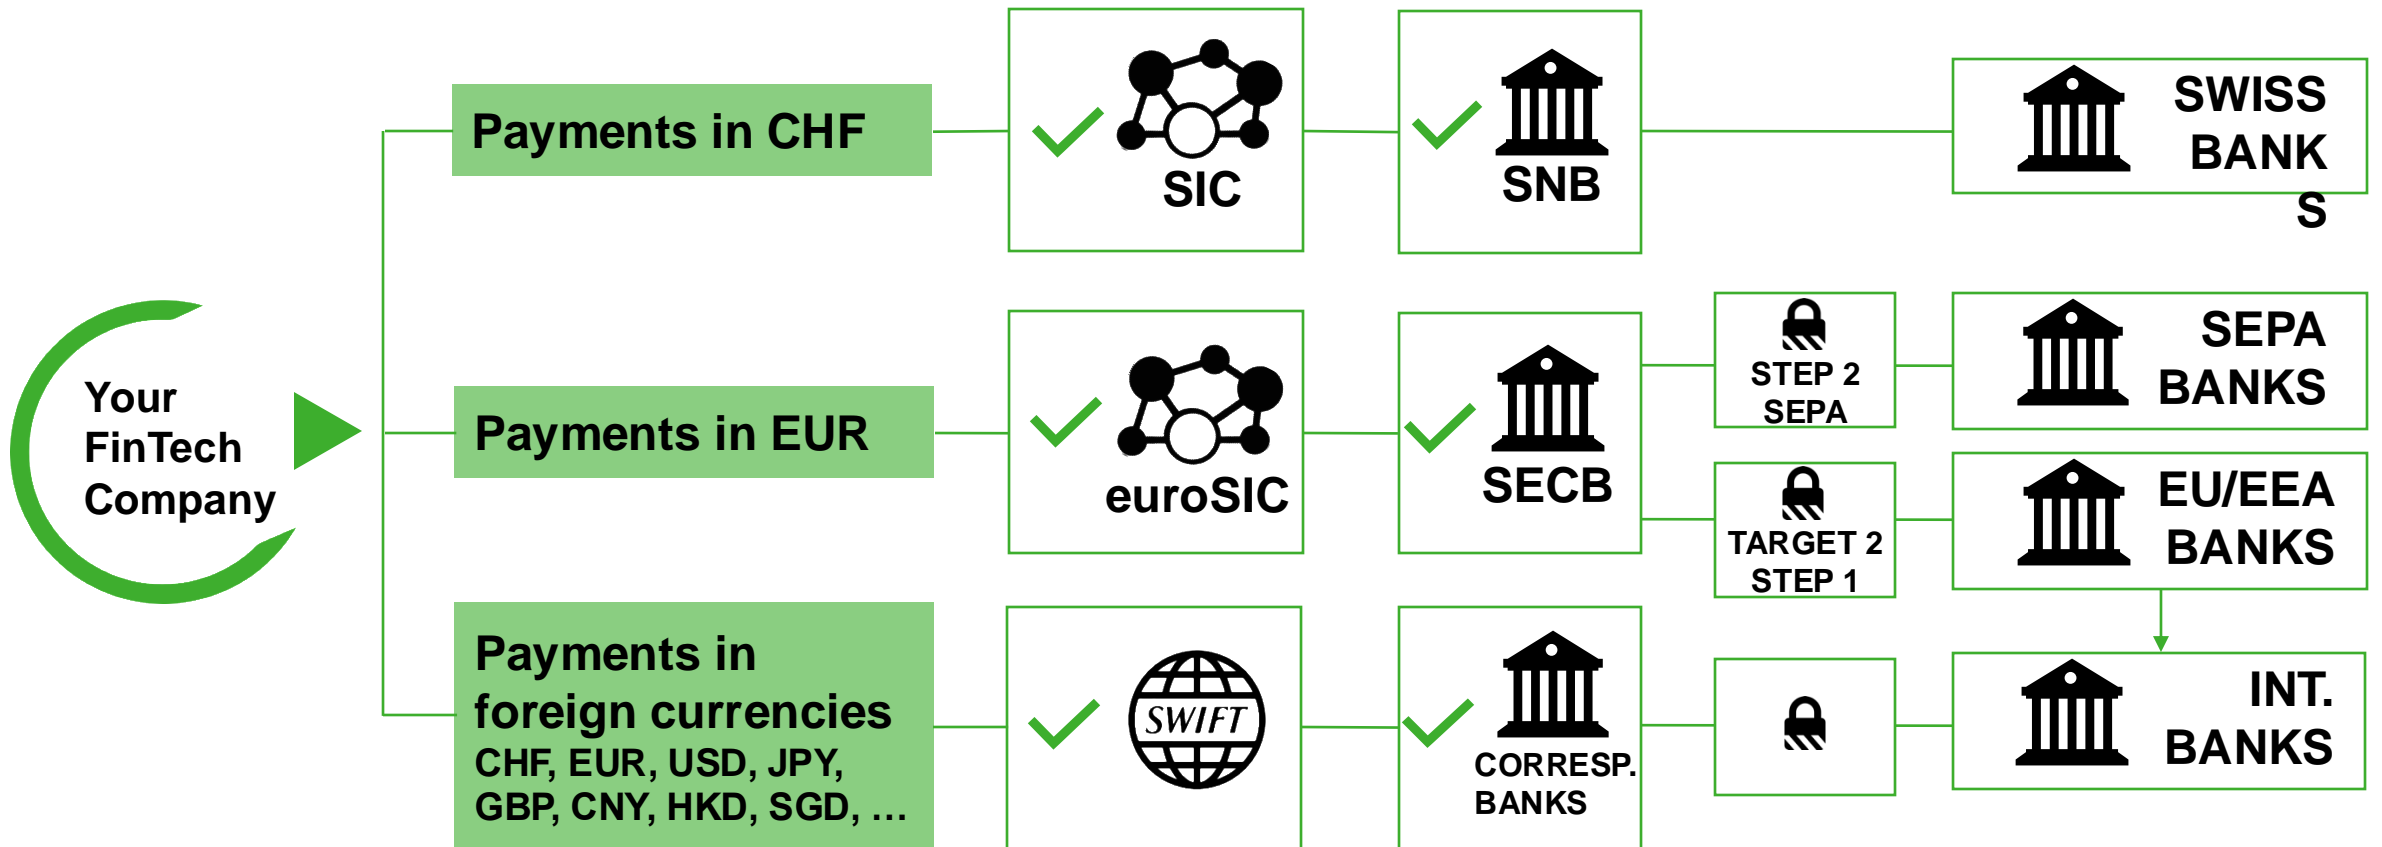 Your
FinTech
Company
Payments in CHF
SIC
SNB
SWISS
BANK
S
Payments in EUR
euroSIC
SECB
STEP 2
SEPA
SEPA
BANKS
TARGET 2
STEP 1
EU/EEA
BANKS
Payments in
foreign currencies
CHF, EUR, USD, JPY,
GBP, CNY, HKD, SGD, …
SWIFT
CORRESP.
BANKS
INT.
BANKS